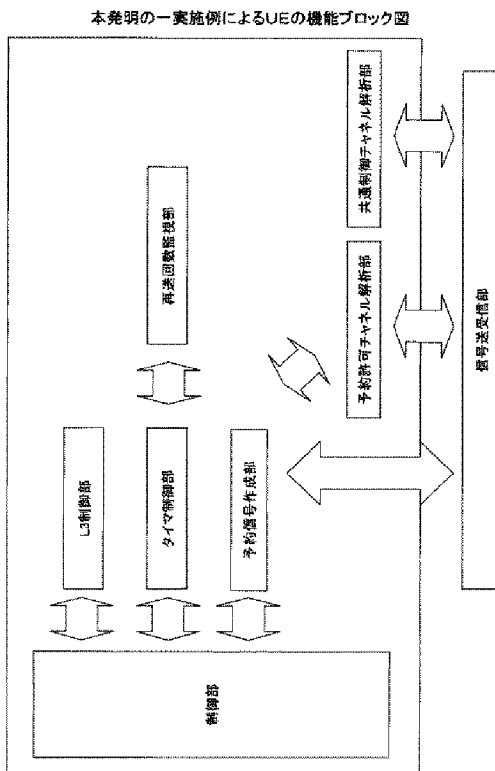 本発明の一実施例によるUEの機能ブロック図
共通制御チャネル解析部
再送回数監視部
予約許可チャネル解析部
信号送受信部
L3制御部
タイマ制御部
予約信号作成部
制御部